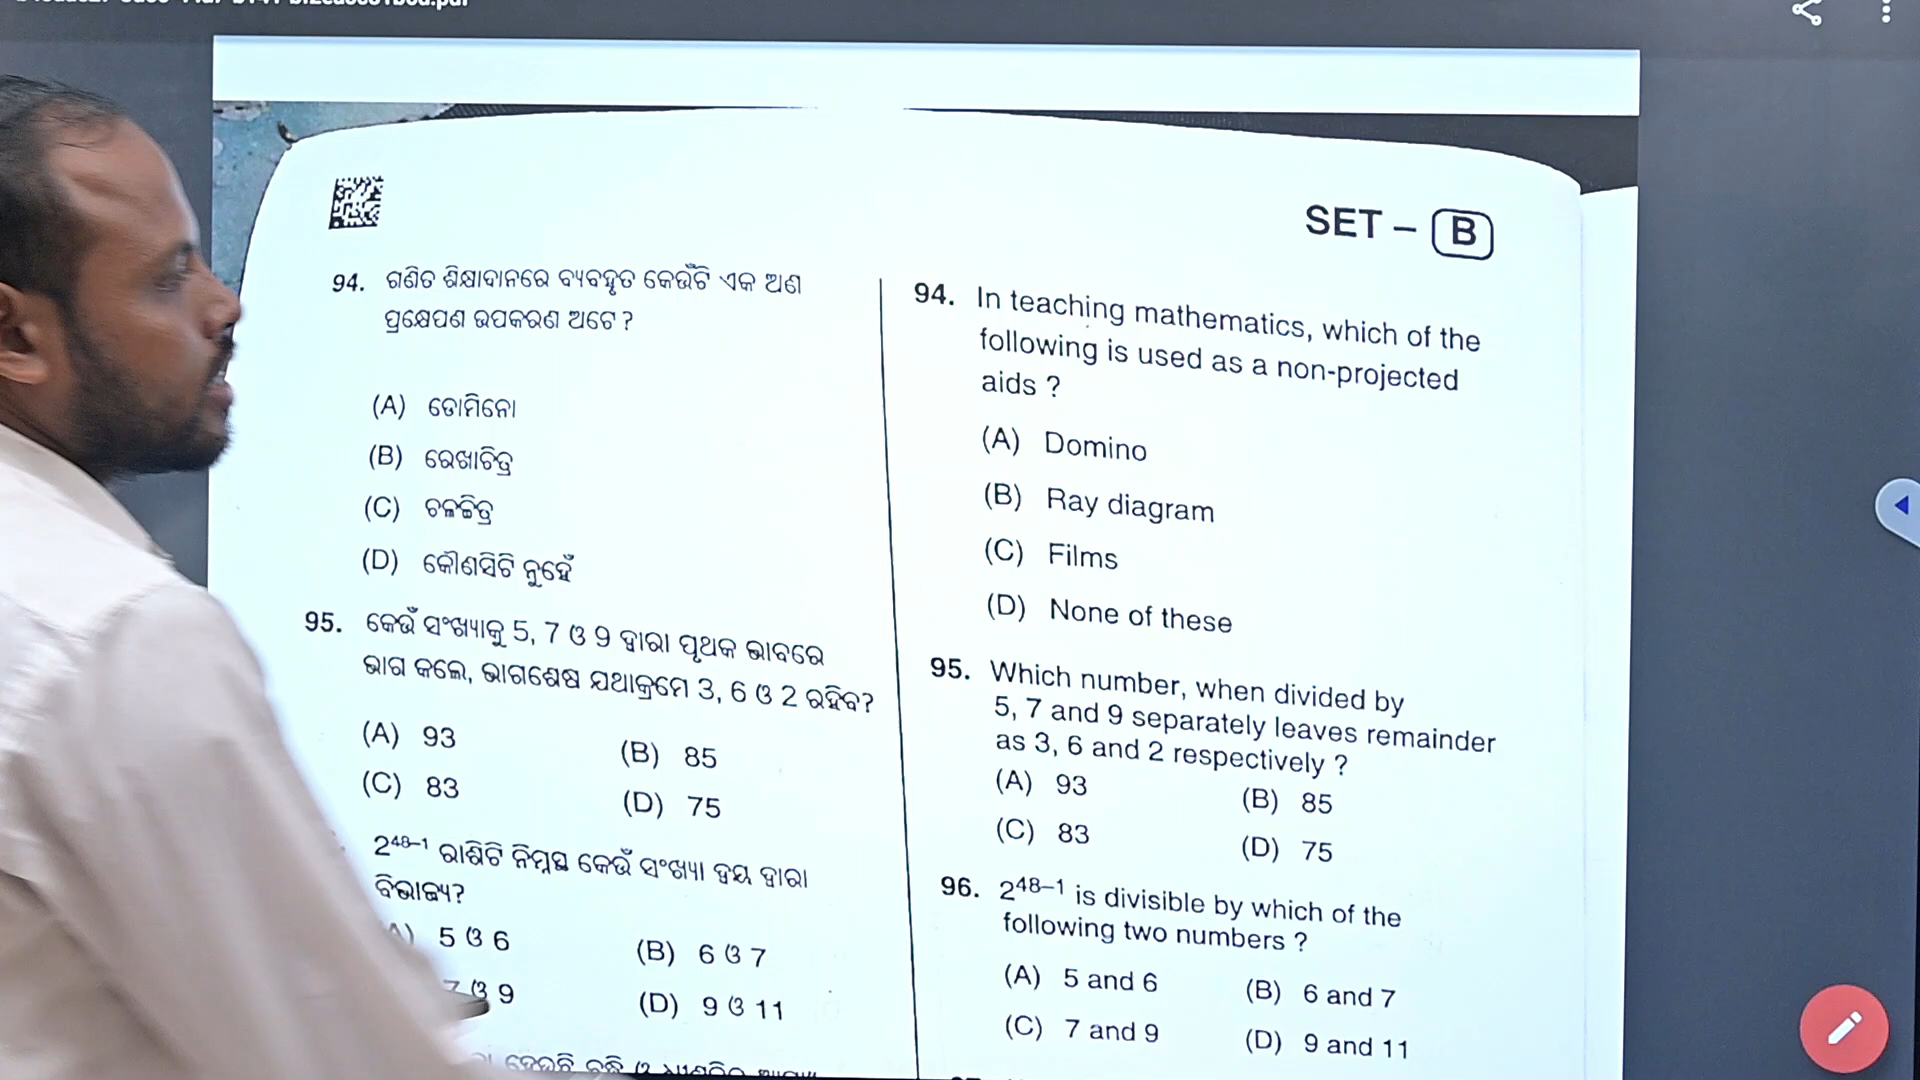 SET – B
94. ଗଣିତ ଶିକ୍ଷାଦାନରେ ବ୍ୟବହୃତ କେଉଁଟି ଏକ ଅଣ
ପ୍ରକ୍ଷେପଣ ଉପକରଣ ଅଟେ ?
(A) ଡୋମିନୋ
(B) ରେଖାଚିତ୍ର
(C) ଚଳଚ୍ଚିତ୍ର
(D) କୌଣସିଟି ନୁହେଁ
95. କେଉଁ ସଂଖ୍ୟାକୁ 5, 7 ଓ 9 ଦ୍ୱାରା ପୃଥକ ଭାବରେ
ଭାଗ କଲେ, ଭାଗଶେଷ ଯଥାକ୍ରମେ 3, 6 ଓ 2 ରହିବ?
(A) 93 (B) 85
(C) 83 (D) 75
2⁴⁸⁻¹ ରାଶିଟି ନିମ୍ନସ୍ଥ କେଉଁ ସଂଖ୍ୟା ଦ୍ୱୟ ଦ୍ୱାରା
ବିଭାଜ୍ୟ?
5 ଓ 6 (B) 6 ଓ 7
7 ଓ 9 (D) 9 ଓ 11
94. In teaching mathematics, which of the
following is used as a non-projected
aids ?
(A) Domino
(B) Ray diagram
(C) Films
(D) None of these
95. Which number, when divided by
5, 7 and 9 separately leaves remainder
as 3, 6 and 2 respectively ?
(A) 93 (B) 85
(C) 83 (D) 75
96. 2⁴⁸⁻¹ is divisible by which of the
following two numbers ?
(A) 5 and 6 (B) 6 and 7
(C) 7 and 9 (D) 9 and 11